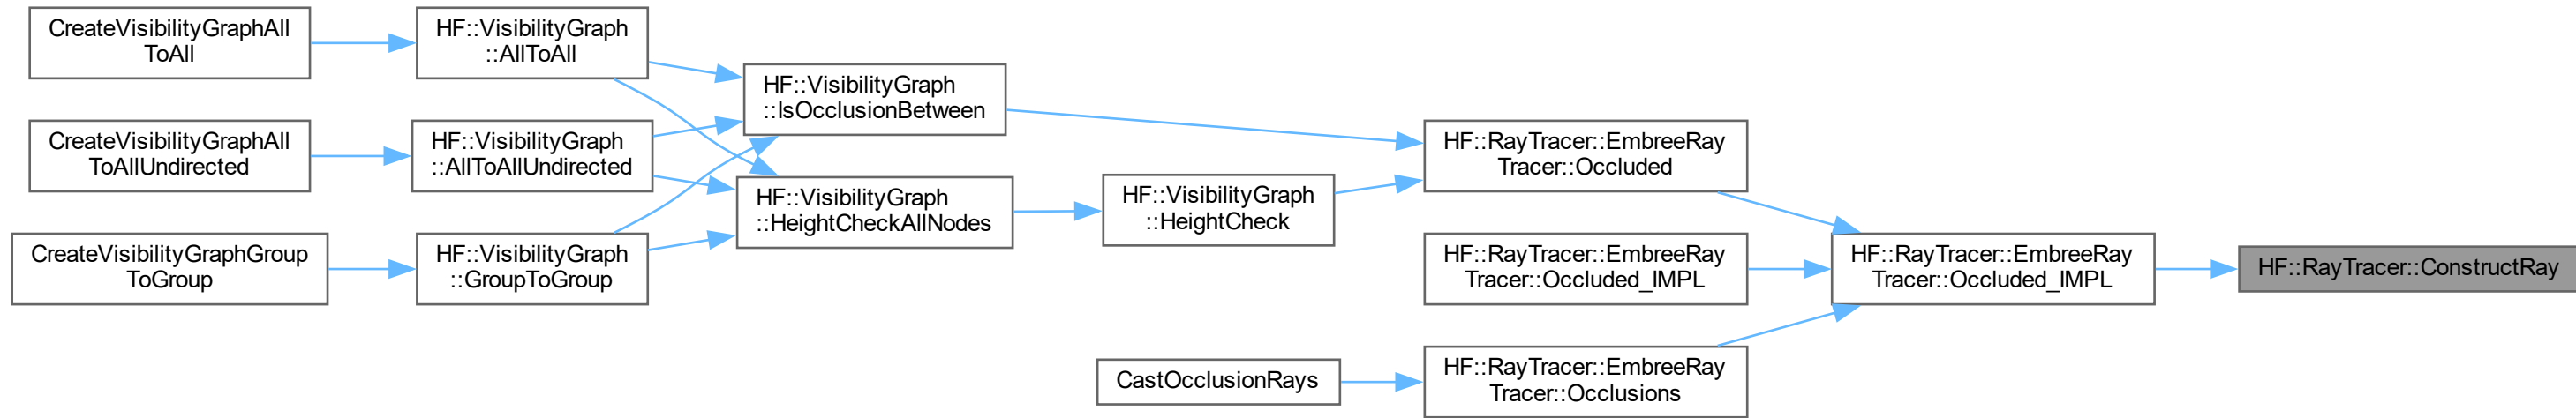 CreateVisibilityGraphAll
ToAll
HF::VisibilityGraph
::AllToAll
HF::VisibilityGraph
::IsOcclusionBetween
CreateVisibilityGraphAll
ToAllUndirected
HF::VisibilityGraph
::AllToAllUndirected
HF::RayTracer::EmbreeRay
Tracer::Occluded
HF::VisibilityGraph
::HeightCheckAllNodes
HF::VisibilityGraph
::HeightCheck
CreateVisibilityGraphGroup
ToGroup
HF::VisibilityGraph
::GroupToGroup
HF::RayTracer::EmbreeRay
Tracer::Occluded_IMPL
HF::RayTracer::EmbreeRay
Tracer::Occluded_IMPL
HF::RayTracer::ConstructRay
CastOcclusionRays
HF::RayTracer::EmbreeRay
Tracer::Occlusions